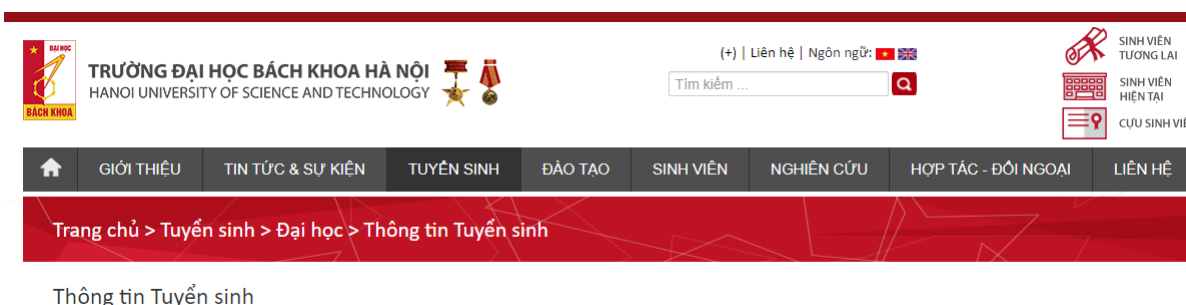 ĐẠI HỌC
BÁCH KHOA
TRƯỜNG ĐẠI HỌC BÁCH KHOA HÀ NỘI
HANOI UNIVERSITY OF SCIENCE AND TECHNOLOGY
(+) | Liên hệ | Ngôn ngữ:
Tìm kiếm ...
SINH VIÊN
TƯƠNG LAI
SINH VIÊN
HIỆN TẠI
CỰU SINH VIÊ
GIỚI THIỆU TIN TỨC & SỰ KIỆN TUYỂN SINH ĐÀO TẠO SINH VIÊN NGHIÊN CỨU HỢP TÁC - ĐỐI NGOẠI LIÊN HỆ
Trang chủ > Tuyển sinh > Đại học > Thông tin Tuyển sinh
Thông tin Tuyển sinh